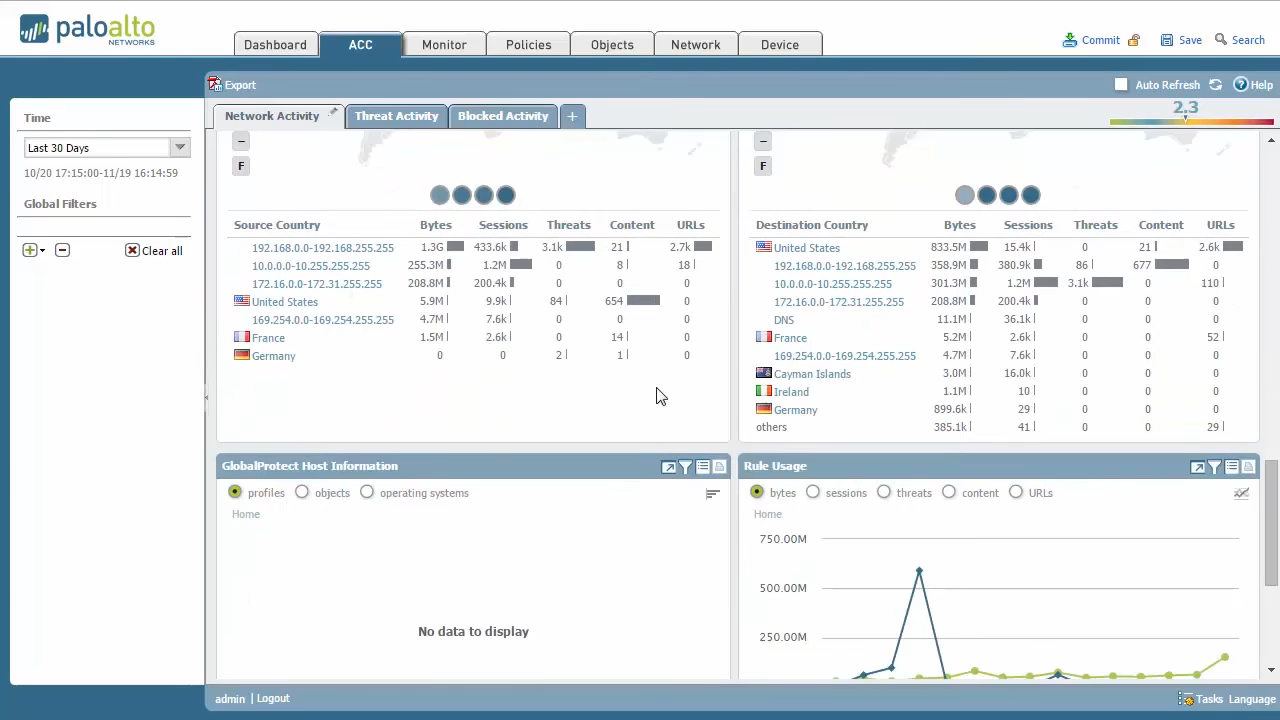 paloalto
NETWORKS
Dashboard ACC Monitor Policies Objects Network Device
Commit Save Search
Export
Auto Refresh Help
Time
Last 30 Days
10/20 17:15:00-11/19 16:14:59
Global Filters
Clear all
Network Activity Threat Activity Blocked Activity +
2.3
F
Source Country Bytes Sessions Threats Content URLs
192.168.0.0-192.168.255.255 1.3G 433.6k 3.1k 21 2.7k
10.0.0.0-10.255.255.255 255.3M 1.2M 0 8 18
172.16.0.0-172.31.255.255 208.8M 200.4k 0 0 0
United States 5.9M 9.9k 84 654 0
169.254.0.0-169.254.255.255 4.7M 7.6k 0 0 0
France 1.5M 2.6k 0 14 0
Germany 0 0 2 1 0
F
Destination Country Bytes Sessions Threats Content URLs
United States 833.5M 15.4k 0 21 2.6k
192.168.0.0-192.168.255.255 358.9M 380.9k 86 677 0
10.0.0.0-10.255.255.255 301.3M 1.2M 3.1k 0 110
172.16.0.0-172.31.255.255 208.8M 200.4k 0 0 0
DNS 11.1M 36.1k 0 0 0
France 5.2M 2.6k 0 0 52
169.254.0.0-169.254.255.255 4.7M 7.6k 0 0 0
Cayman Islands 3.0M 16.0k 0 0 0
Ireland 1.1M 10 0 0 0
Germany 899.6k 29 0 0 0
others 385.1k 41 0 0 29
GlobalProtect Host Information
profiles objects operating systems
Home
No data to display
Rule Usage
bytes sessions threats content URLs
Home
750.00M
500.00M
250.00M
admin | Logout
Tasks Language